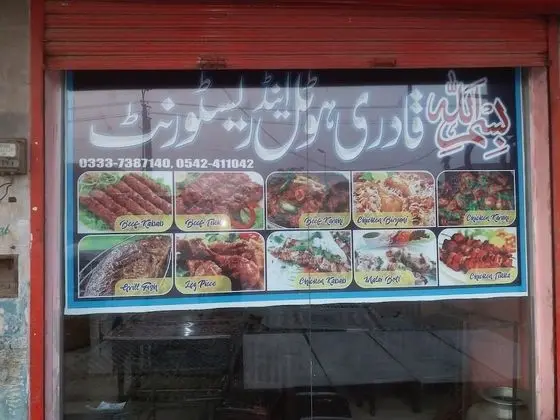 بسم اللہ قادری ہوٹل اینڈ ریسٹورنٹ
0333-7387140, 0542-411042
Beef Kabab
Beef Tikka
Beef Karahi
Chicken Biryani
Chicken Karahi
Grill Fish
Leg Piece
Chicken Kabab
Malai Boti
Chicken Tikka